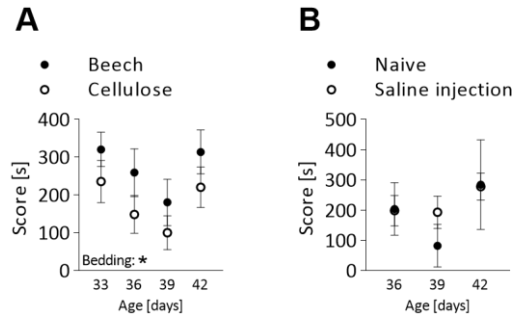 A
Beech
Cellulose
Score [s]
400
300
200
100
0
Bedding: *
33 36 39 42
Age [days]
B
Naive
Saline injection
Score [s]
500
400
300
200
100
0
36 39 42
Age [days]